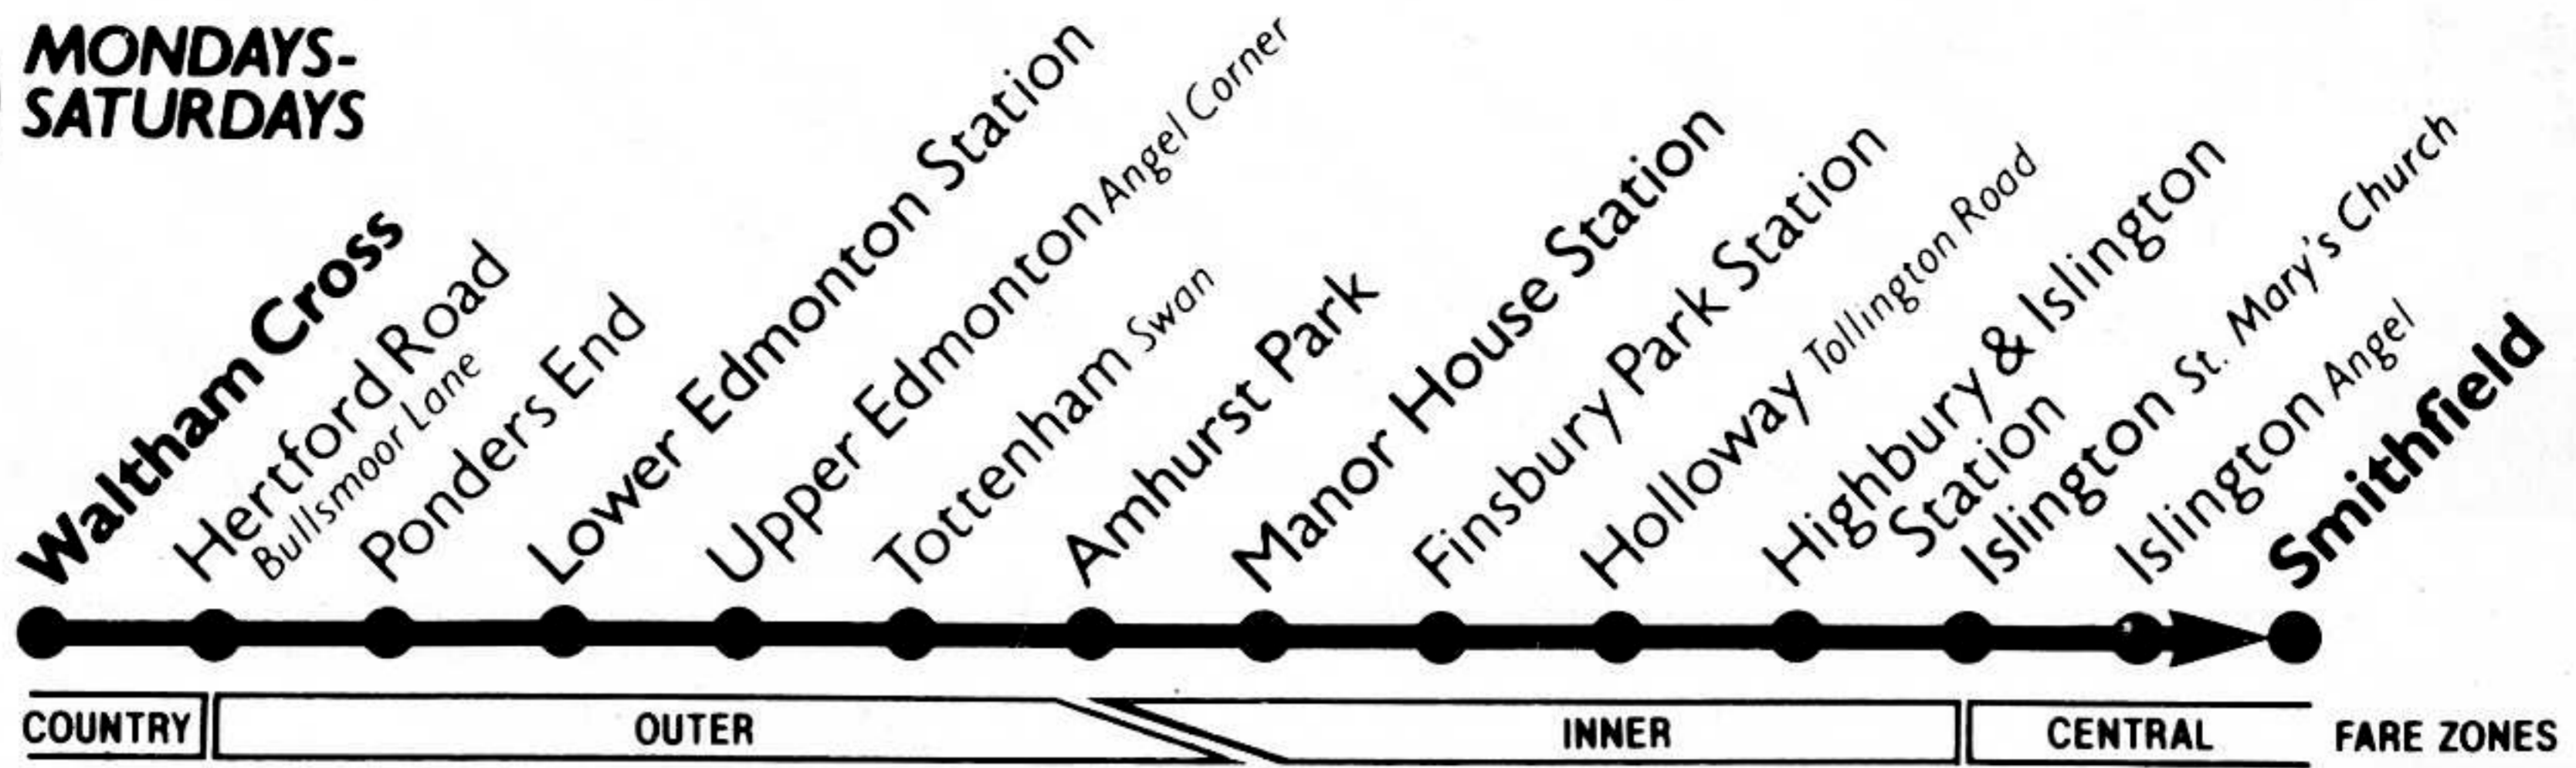 MONDAYS-
SATURDAYS
Waltham Cross
Hertford Road
Bullsmoor Lane
Ponders End
Lower Edmonton Station
Upper Edmonton Angel Corner
Tottenham Swan
Amhurst Park
Manor House Station
Finsbury Park Station
Holloway Tollington Road
Highbury & Islington
Station
Islington St. Mary's Church
Islington Angel
Smithfield
COUNTRY OUTER INNER CENTRAL FARE ZONES